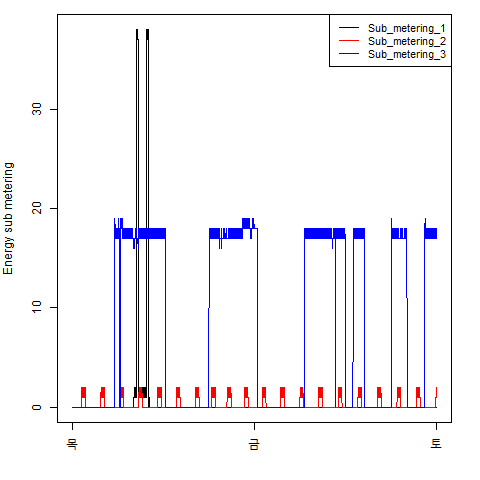 Sub_metering_1
Sub_metering_2
Sub_metering_3
Energy sub metering
30
20
10
0
목 금 토